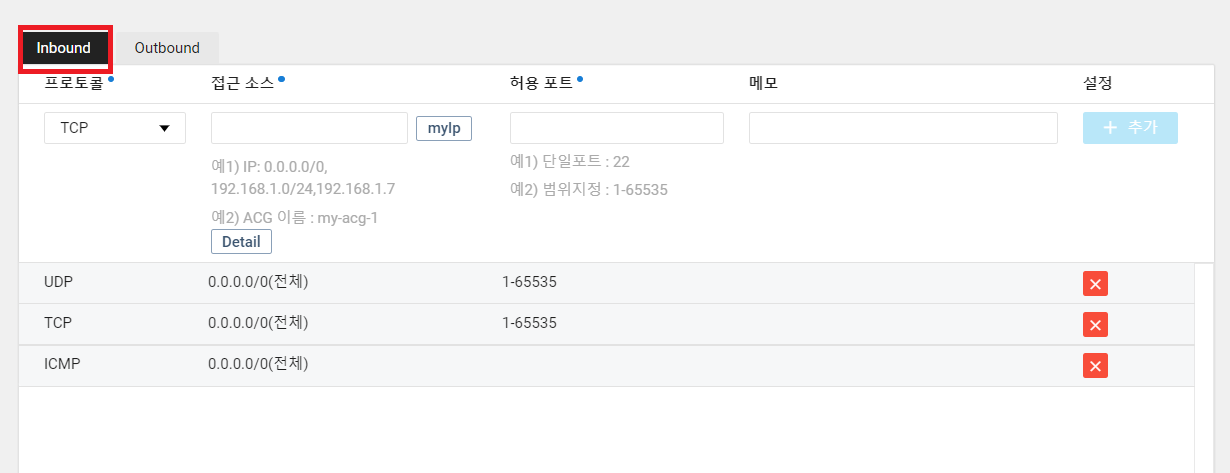 Inbound Outbound
프로토콜 접근 소스 허용 포트 메모 설정
TCP myIp + 추가
예1) IP: 0.0.0.0/0,
192.168.1.0/24,192.168.1.7
예2) ACG 이름 : my-acg-1
Detail
예1) 단일포트 : 22
예2) 범위지정 : 1-65535
UDP 0.0.0.0/0(전체) 1-65535
TCP 0.0.0.0/0(전체) 1-65535
ICMP 0.0.0.0/0(전체)